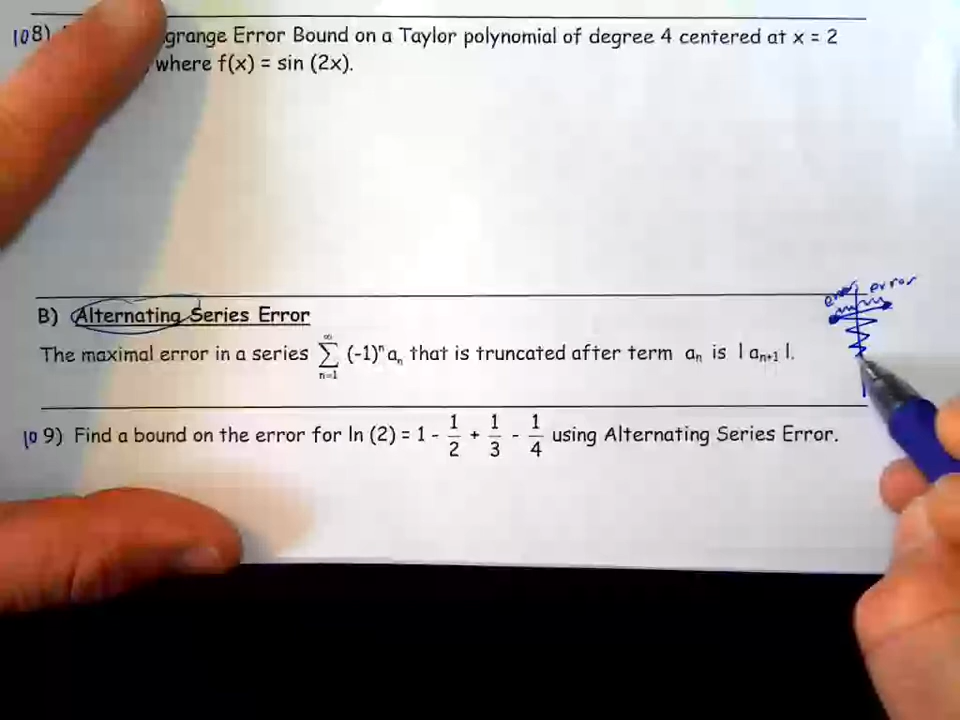 108) grange Error Bound on a Taylor polynomial of degree 4 centered at x = 2
where f(x) = sin (2x).
error error
B) Alternating Series Error
The maximal error in a series ∞ ∑ n=1 (-1)ⁿ aₙ that is truncated after term aₙ is | aₙ₊₁ |.
109) Find a bound on the error for ln (2) = 1 - 1/2 + 1/3 - 1/4 using Alternating Series Error.